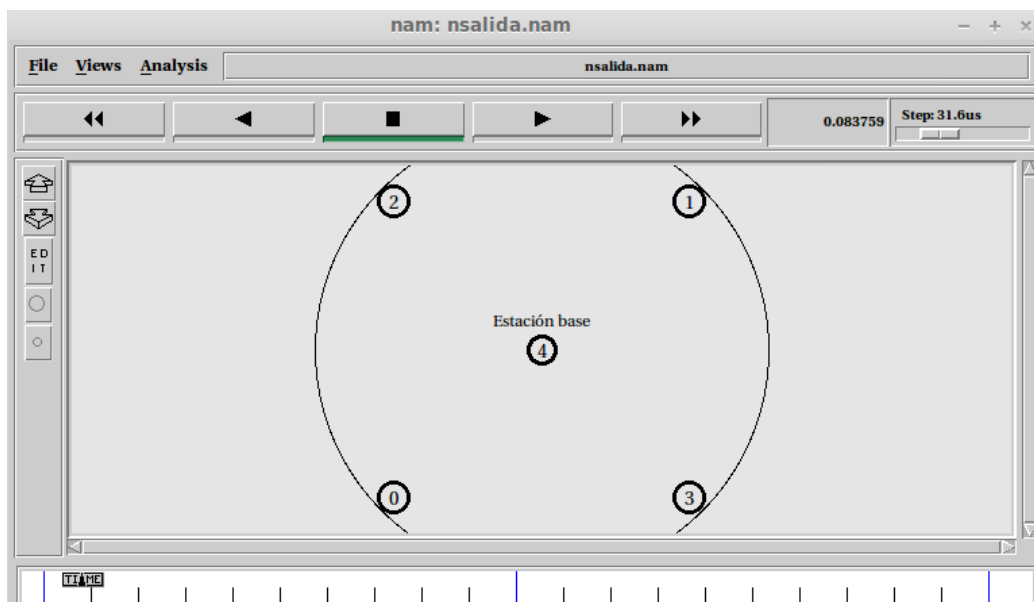 nam: nsalida.nam
File Views Analysis nsalida.nam
0.083759 Step: 31.6us
ED
IT
2 1
Estación base
4
0 3
TIME